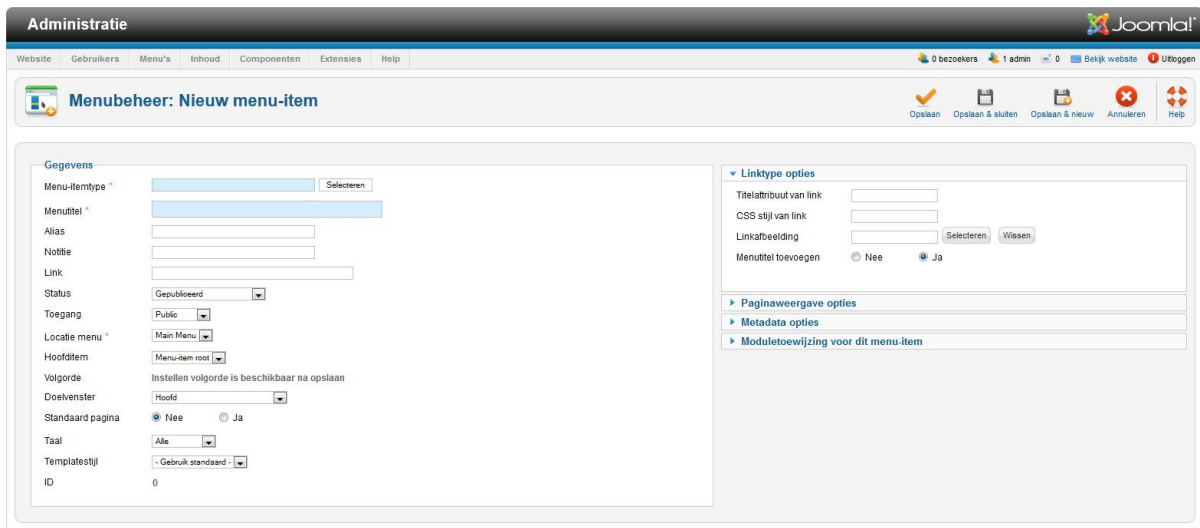 Administratie
Joomla!
Website Gebruikers Menu's Inhoud Componenten Extensies Help
0 bezoekers 1 admin 0 Bekijk website Uitloggen
Menubeheer: Nieuw menu-item
Opslaan Opslaan & sluiten Opslaan & nieuw Annuleren Help
Gegevens
Menu-itemtype *
Selecteren
Menutitel *
Alias
Notitie
Link
Status Gepubliceerd
Toegang Public
Locatie menu * Main Menu
Hoofditem Menu-item root
Volgorde Instellen volgorde is beschikbaar na opslaan
Doelvenster Hoofd
Standaard pagina Nee Ja
Taal Alle
Templatestijl - Gebruik standaard -
ID 0
Linktype opties
Titelattribuut van link
CSS stijl van link
Linkafbeelding Selecteren Wissen
Menutitel toevoegen Nee Ja
Paginaweergave opties
Metadata opties
Moduletoewijzing voor dit menu-item